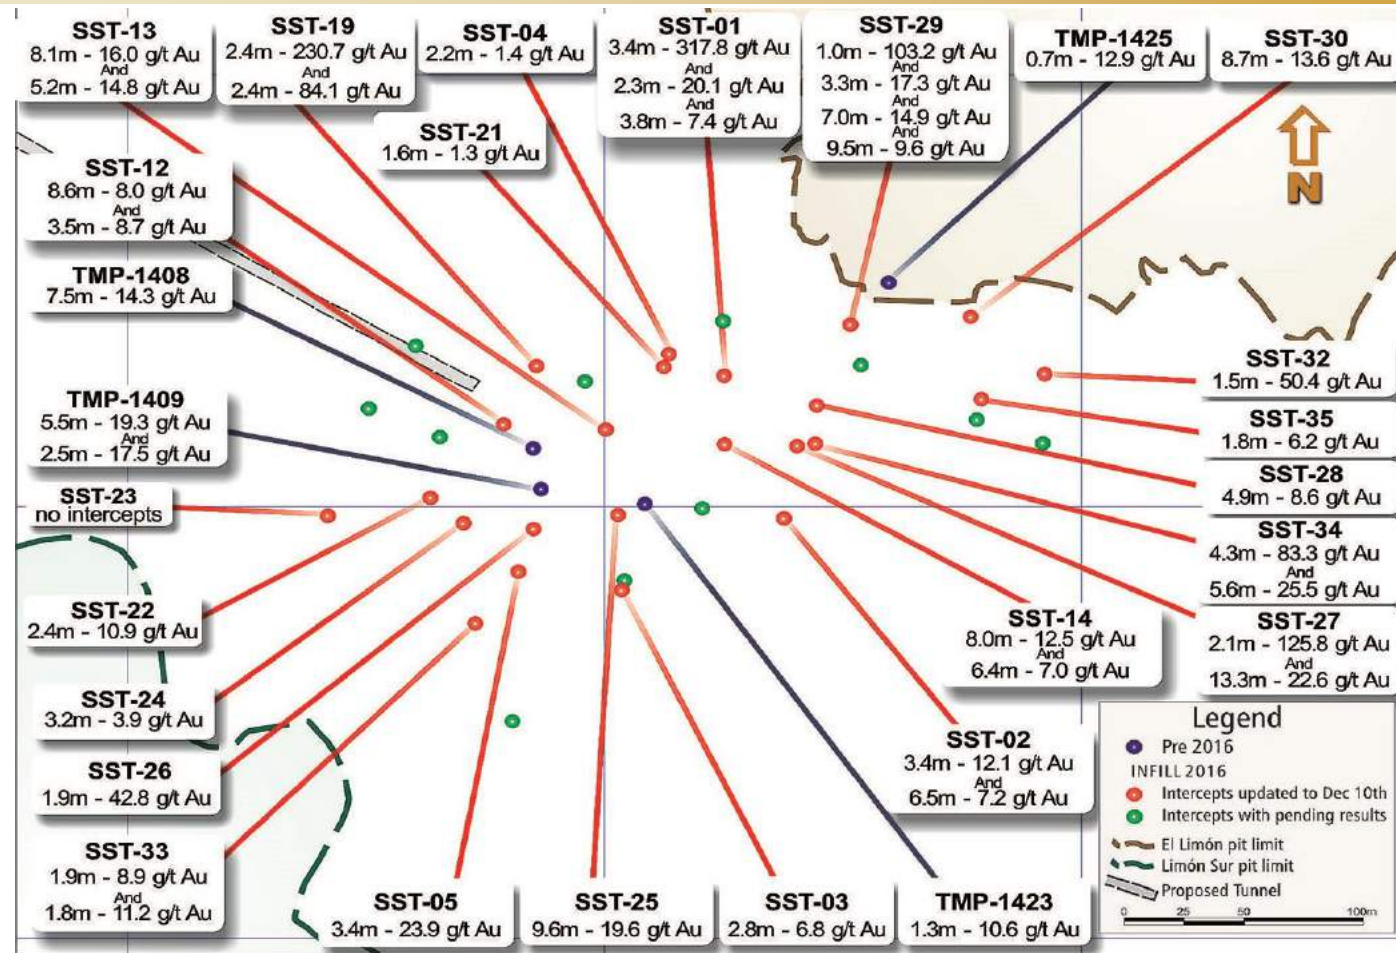 SST-13
8.1m - 16.0 g/t Au
And
5.2m - 14.8 g/t Au
SST-19
2.4m - 230.7 g/t Au
And
2.4m - 84.1 g/t Au
SST-04
2.2m - 1.4 g/t Au
SST-01
3.4m - 317.8 g/t Au
And
2.3m - 20.1 g/t Au
And
3.8m - 7.4 g/t Au
SST-29
1.0m - 103.2 g/t Au
And
3.3m - 17.3 g/t Au
And
7.0m - 14.9 g/t Au
And
9.5m - 9.6 g/t Au
TMP-1425
0.7m - 12.9 g/t Au
SST-30
8.7m - 13.6 g/t Au
SST-21
1.6m - 1.3 g/t Au
N
SST-12
8.6m - 8.0 g/t Au
And
3.5m - 8.7 g/t Au
TMP-1408
7.5m - 14.3 g/t Au
TMP-1409
5.5m - 19.3 g/t Au
And
2.5m - 17.5 g/t Au
SST-23
no intercepts
SST-22
2.4m - 10.9 g/t Au
SST-24
3.2m - 3.9 g/t Au
SST-26
1.9m - 42.8 g/t Au
SST-33
1.9m - 8.9 g/t Au
And
1.8m - 11.2 g/t Au
SST-32
1.5m - 50.4 g/t Au
SST-35
1.8m - 6.2 g/t Au
SST-28
4.9m - 8.6 g/t Au
SST-34
4.3m - 83.3 g/t Au
And
5.6m - 25.5 g/t Au
SST-27
2.1m - 125.8 g/t Au
And
13.3m - 22.6 g/t Au
SST-14
8.0m - 12.5 g/t Au
And
6.4m - 7.0 g/t Au
SST-02
3.4m - 12.1 g/t Au
And
6.5m - 7.2 g/t Au
SST-05
3.4m - 23.9 g/t Au
SST-25
9.6m - 19.6 g/t Au
SST-03
2.8m - 6.8 g/t Au
TMP-1423
1.3m - 10.6 g/t Au
Legend
Pre 2016
INFILL 2016
Intercepts updated to Dec 10th
Intercepts with pending results
El Limón pit limit
Limón Sur pit limit
Proposed Tunnel
0 25 50 100m